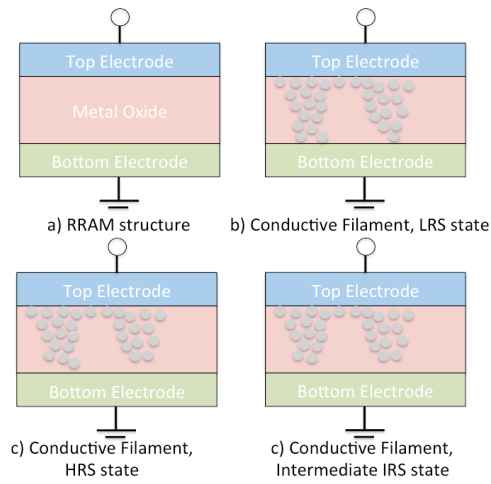 Top Electrode
Metal Oxide
Bottom Electrode
a) RRAM structure
Top Electrode
Bottom Electrode
b) Conductive Filament, LRS state
Top Electrode
Bottom Electrode
c) Conductive Filament,
HRS state
Top Electrode
Bottom Electrode
c) Conductive Filament,
Intermediate IRS state